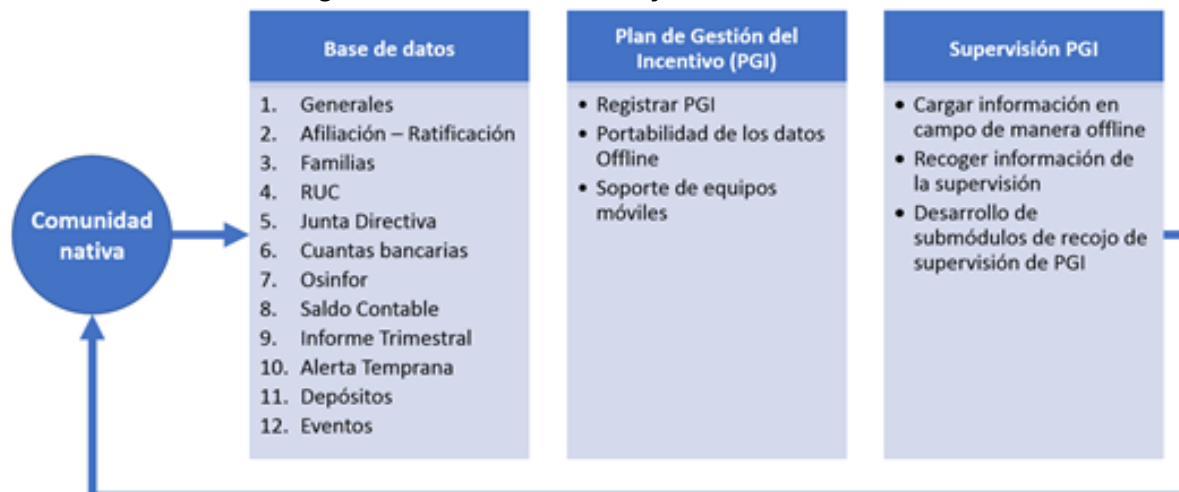 Comunidad
nativa
Base de datos
1. Generales
2. Afiliación – Ratificación
3. Familias
4. RUC
5. Junta Directiva
6. Cuantas bancarias
7. Osinfor
8. Saldo Contable
9. Informe Trimestral
10. Alerta Temprana
11. Depósitos
12. Eventos
Plan de Gestión del
Incentivo (PGI)
• Registrar PGI
• Portabilidad de los datos
Offline
• Soporte de equipos
móviles
Supervisión PGI
• Cargar información en
campo de manera offline
• Recoger información de
la supervisión
• Desarrollo de
submódulos de recojo de
supervisión de PGI